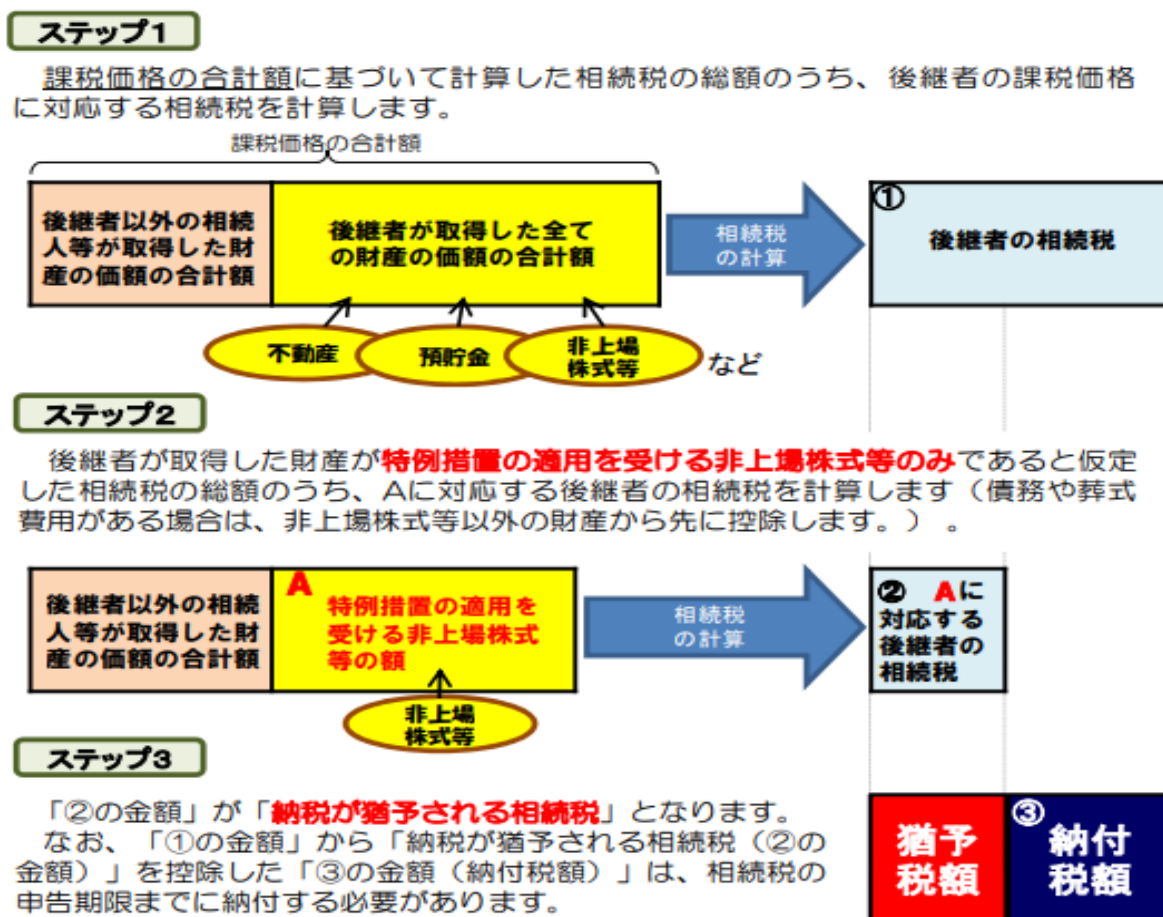 ステップ1
課税価格の合計額に基づいて計算した相続税の総額のうち、後継者の課税価格
に対応する相続税を計算します。
課税価格の合計額
後継者以外の相続
人等が取得した財
産の価額の合計額
後継者が取得した全て
の財産の価額の合計額
相続税
の計算
①
後継者の相続税
不動産
預貯金
非上場
株式等
など
ステップ2
後継者が取得した財産が特例措置の適用を受ける非上場株式等のみであると仮定
した相続税の総額のうち、Aに対応する後継者の相続税を計算します(債務や葬式
費用がある場合は、非上場株式等以外の財産から先に控除します。) 。
後継者以外の相続
人等が取得した財
産の価額の合計額
A
特例措置の適用を
受ける非上場株式
等の額
相続税
の計算
② Aに
対応する
後継者の
相続税
非上場
株式等
ステップ3
「②の金額」が「納税が猶予される相続税」となります。
なお、「①の金額」から「納税が猶予される相続税(②の
金額)」を控除した「③の金額(納付税額)」は、相続税の
申告期限までに納付する必要があります。
猶予
税額
③
納付
税額